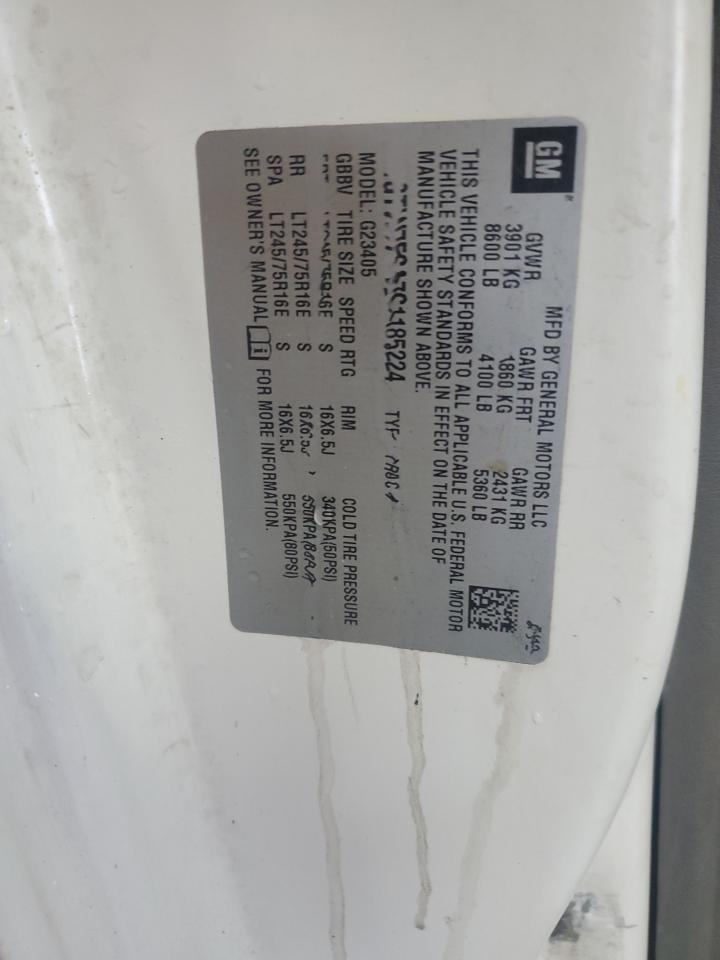 GM
MFD BY GENERAL MOTORS LLC
GVWR GAWR FRT GAWR RR
3901 KG 1860 KG 2431 KG
8600 LB 4100 LB 5360 LB
THIS VEHICLE CONFORMS TO ALL APPLICABLE U.S. FEDERAL MOTOR
VEHICLE SAFETY STANDARDS IN EFFECT ON THE DATE OF
MANUFACTURE SHOWN ABOVE.
1185224
MODEL: G23405
GBBV TIRE SIZE SPEED RTG RIM COLD TIRE PRESSURE
S 16X6.5J 340KPA(50PSI)
RR LT245/75R16E S
SPA LT245/75R16E S 16X6.5J 550KPA(80PSI)
SEE OWNER'S MANUAL FOR MORE INFORMATION.